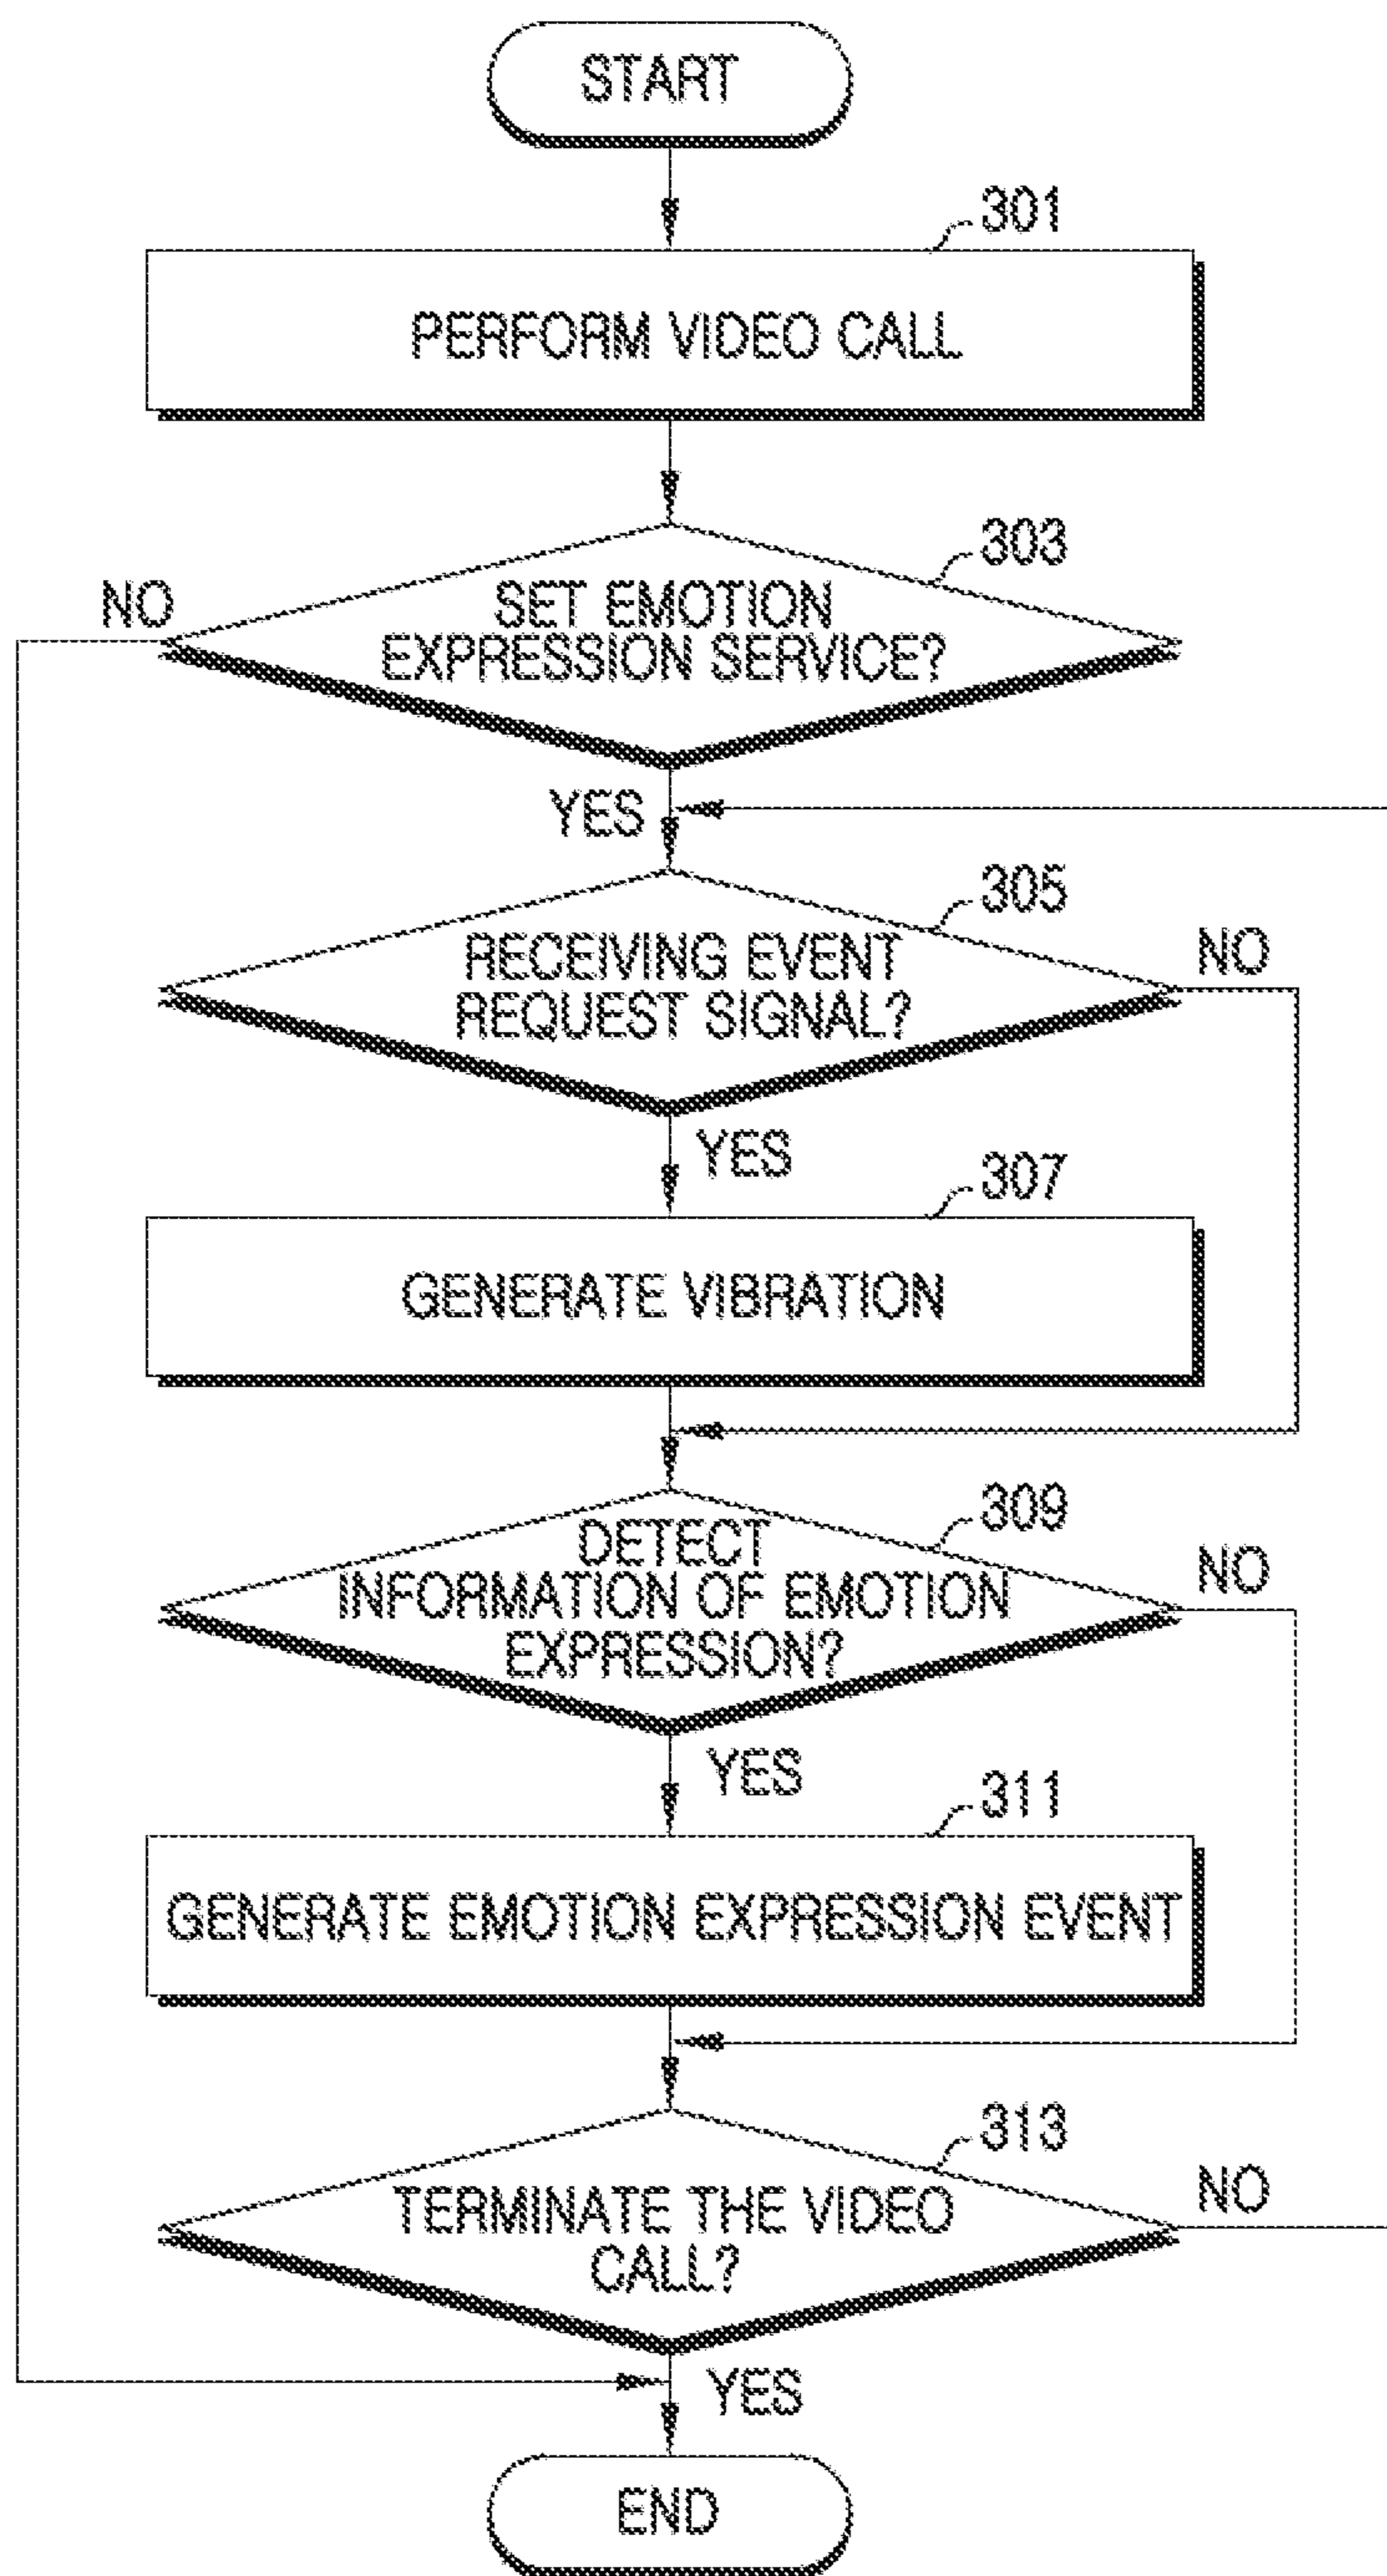 START
301
PERFORM VIDEO CALL
303
NO
SET EMOTION
EXPRESSION SERVICE?
YES
305
NO
RECEIVING EVENT
REQUEST SIGNAL?
YES
307
GENERATE VIBRATION
309
NO
DETECT
INFORMATION OF EMOTION
EXPRESSION?
YES
311
GENERATE EMOTION EXPRESSION EVENT
313
NO
TERMINATE THE VIDEO
CALL?
YES
END